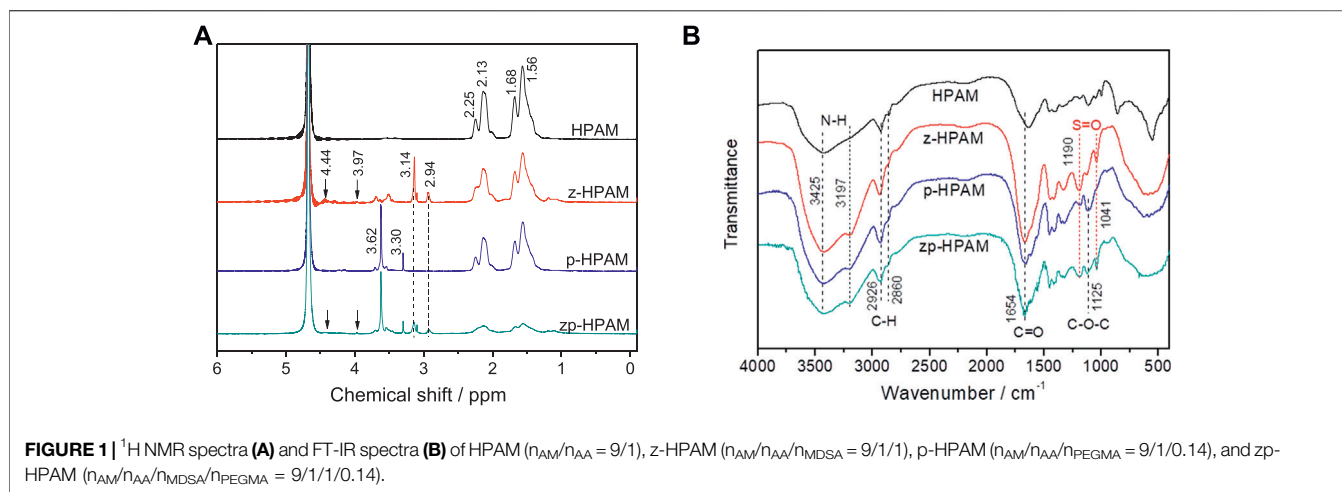 A
2.25
2.13
1.68
1.56
HPAM
4.44
3.97
3.14
2.94
z-HPAM
3.62
3.30
p-HPAM
zp-HPAM
6 5 4 3 2 1 0
Chemical shift / ppm
B
Transmittance
HPAM
N-H
z-HPAM
S=O
1190
3425
3197
p-HPAM
1041
zp-HPAM
2926
2860
C-H
1654
C=O
1125
C-O-C
4000 3500 3000 2500 2000 1500 1000 500
Wavenumber / cm⁻¹
FIGURE 1 | ¹H NMR spectra (A) and FT-IR spectra (B) of HPAM (nAM/nAA = 9/1), z-HPAM (nAM/nAA/nMDSA = 9/1/1), p-HPAM (nAM/nAA/nPEGMA = 9/1/0.14), and zp-
HPAM (nAM/nAA/nMDSA/nPEGMA = 9/1/1/0.14).